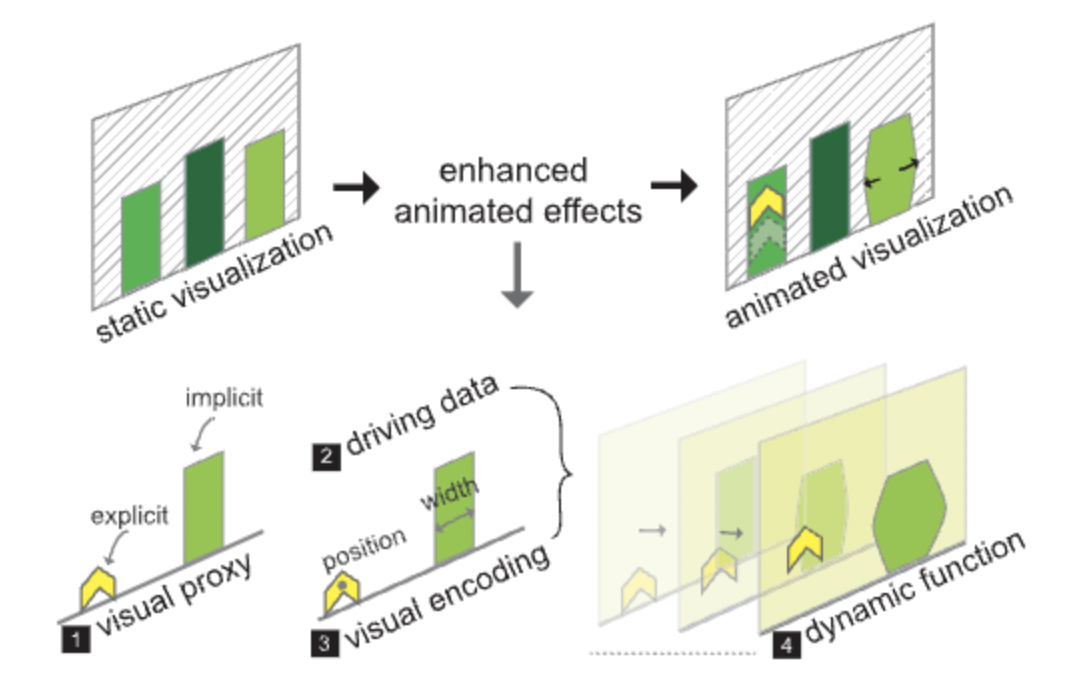 enhanced
animated effects
static visualization
animated visualization
implicit
explicit
1 visual proxy
2 driving data
width
position
3 visual encoding
4 dynamic function